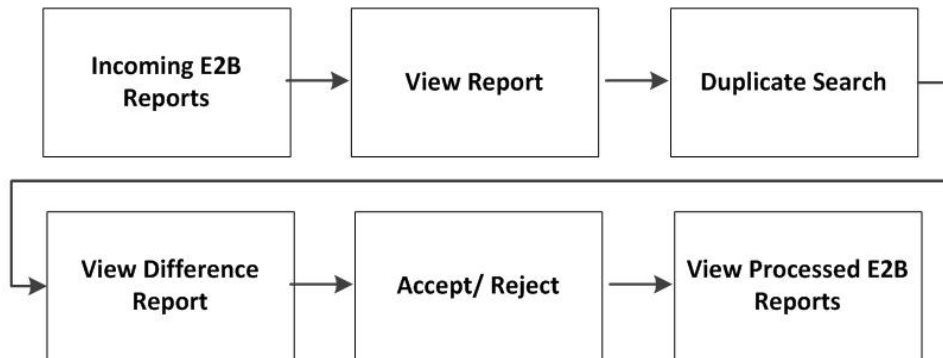 Incoming E2B
Reports
View Report
Duplicate Search
View Difference
Report
Accept/ Reject
View Processed E2B
Reports